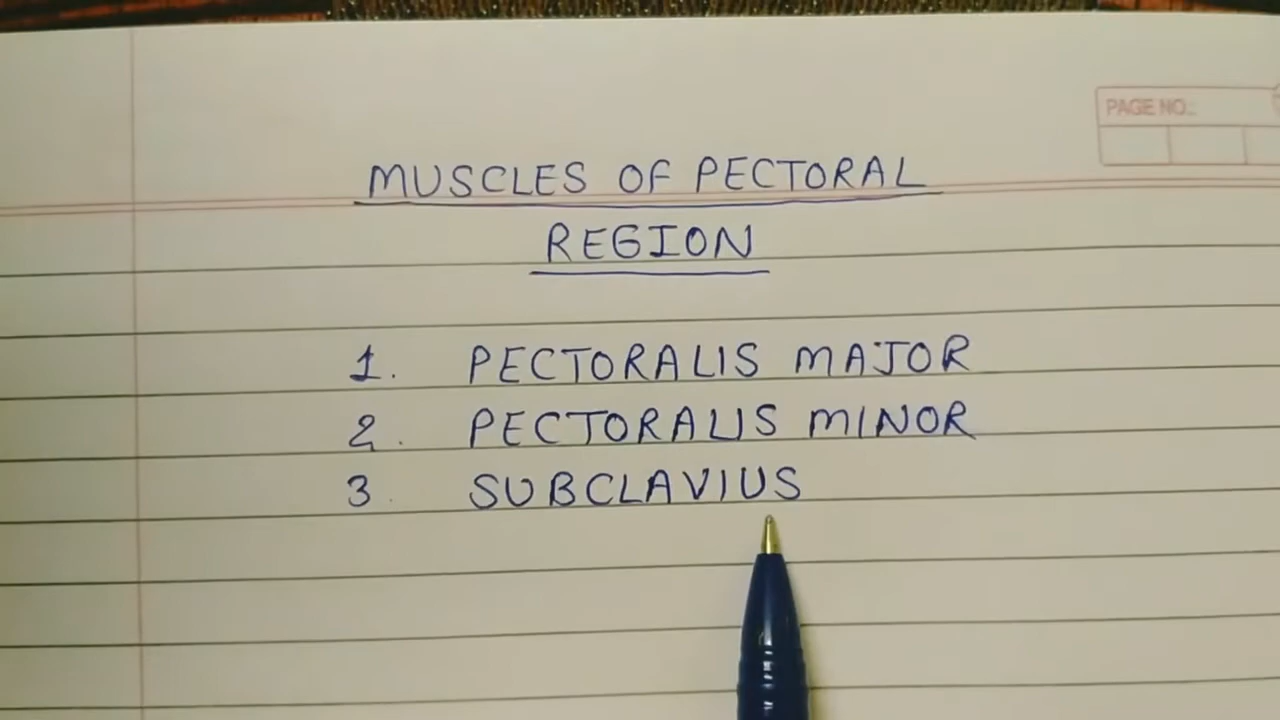 PAGE NO.:
MUSCLES OF PECTORAL
REGION
1. PECTORALIS MAJOR
2. PECTORALIS MINOR
3. SUBCLAVIUS